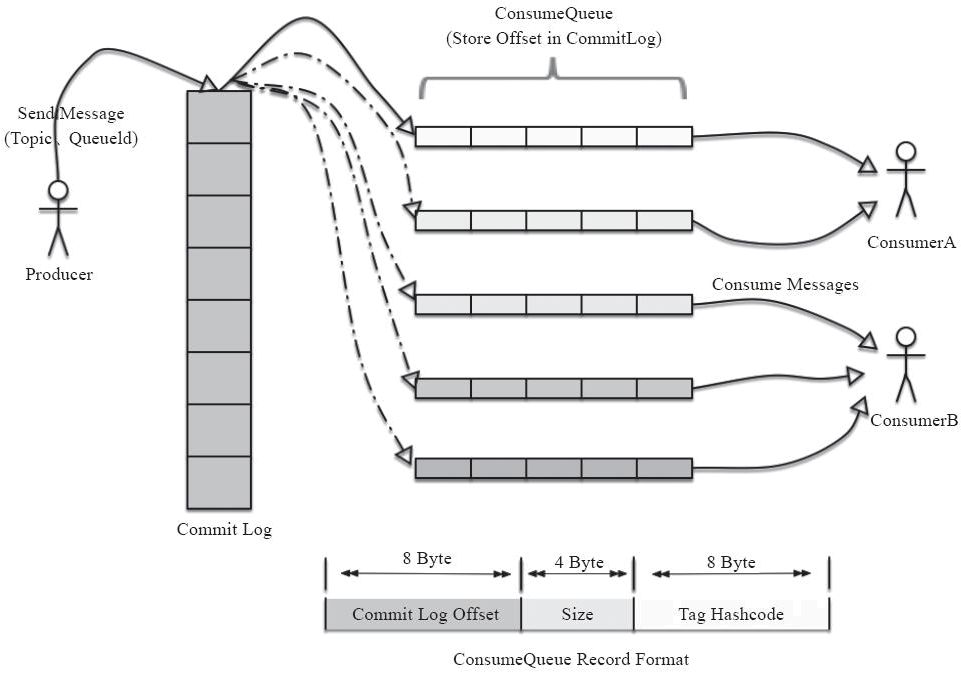 ConsumeQueue
(Store Offset in CommitLog)
Send Message
(Topic、QueueId)
Producer
ConsumerA
Consume Messages
ConsumerB
Commit Log
8 Byte
4 Byte
8 Byte
Commit Log Offset
Size
Tag Hashcode
ConsumeQueue Record Format